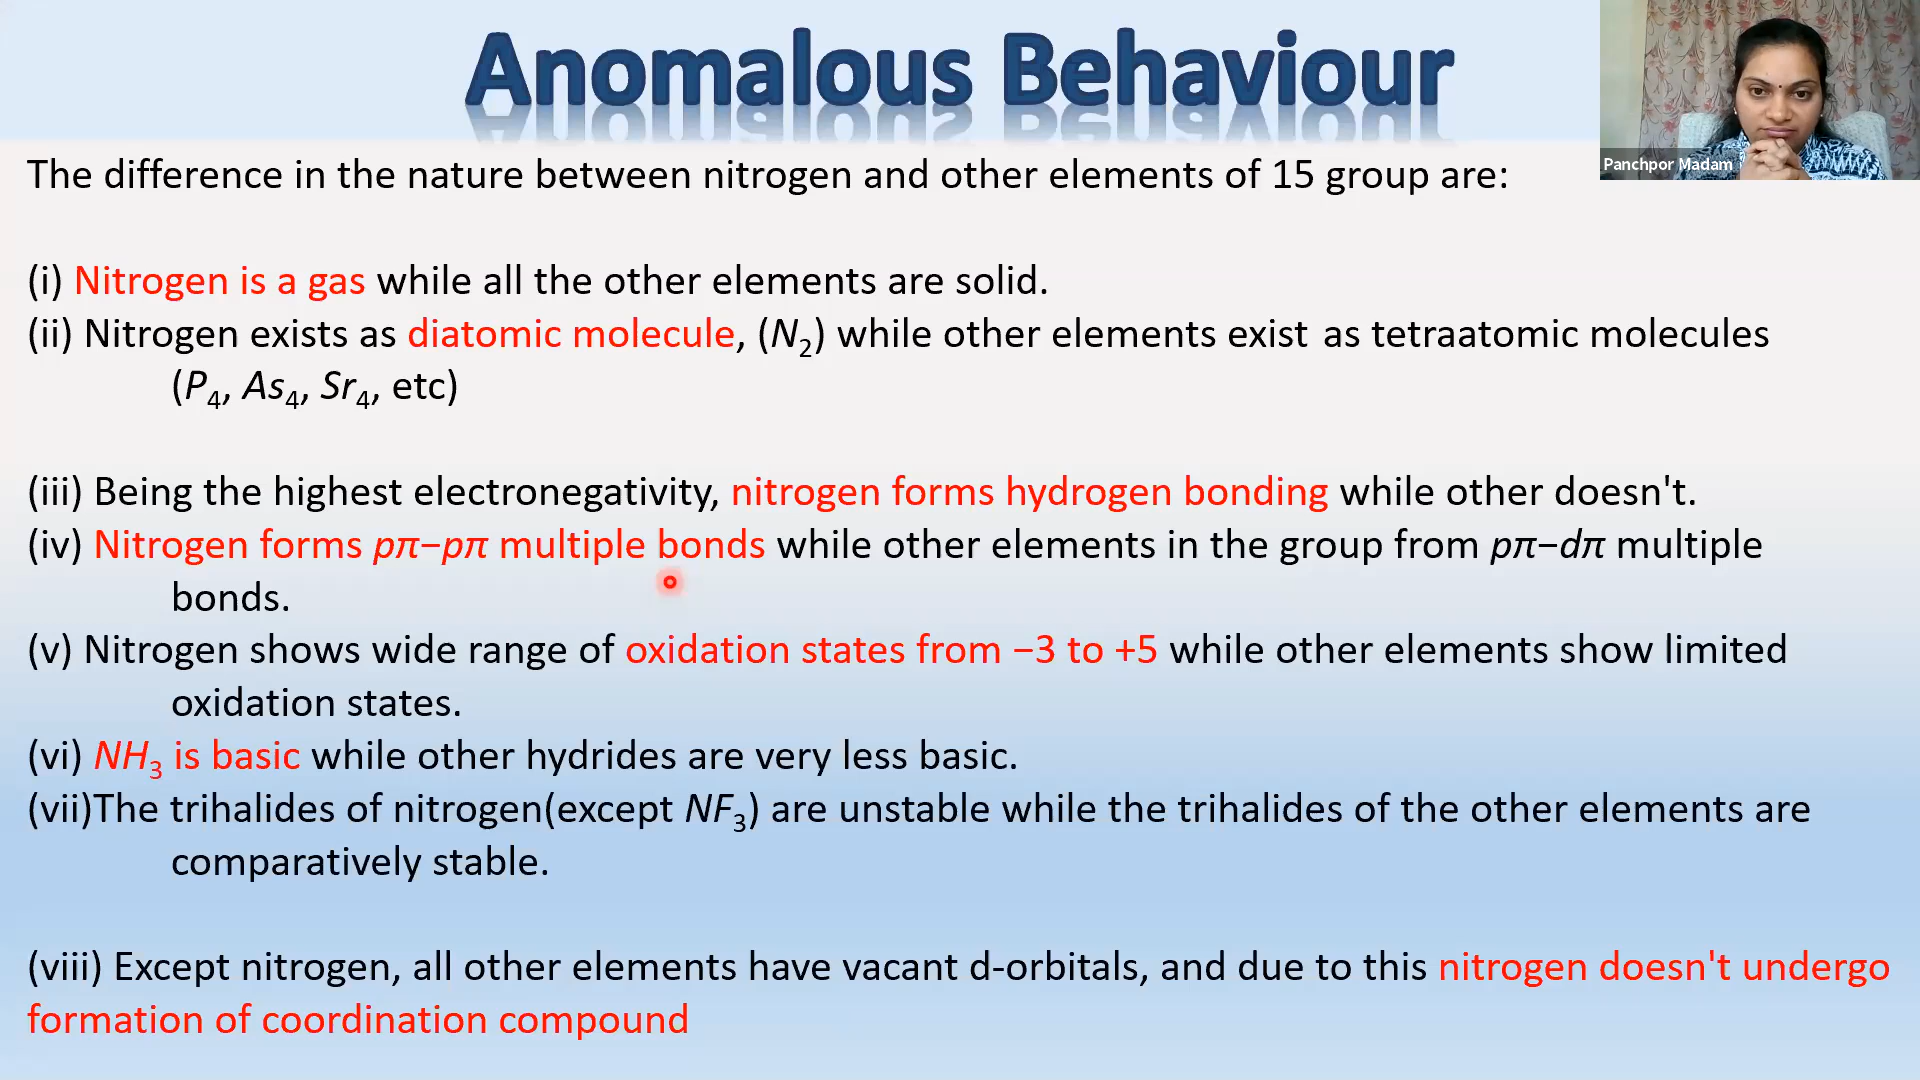 Anomalous Behaviour
Panchpor Madam
The difference in the nature between nitrogen and other elements of 15 group are:
(i) Nitrogen is a gas while all the other elements are solid.
(ii) Nitrogen exists as diatomic molecule, (N₂) while other elements exist as tetraatomic molecules
(P₄, As₄, Sr₄, etc)
(iii) Being the highest electronegativity, nitrogen forms hydrogen bonding while other doesn't.
(iv) Nitrogen forms pπ−pπ multiple bonds while other elements in the group from pπ−dπ multiple
bonds.
(v) Nitrogen shows wide range of oxidation states from −3 to +5 while other elements show limited
oxidation states.
(vi) NH₃ is basic while other hydrides are very less basic.
(vii)The trihalides of nitrogen(except NF₃) are unstable while the trihalides of the other elements are
comparatively stable.
(viii) Except nitrogen, all other elements have vacant d-orbitals, and due to this nitrogen doesn't undergo
formation of coordination compound